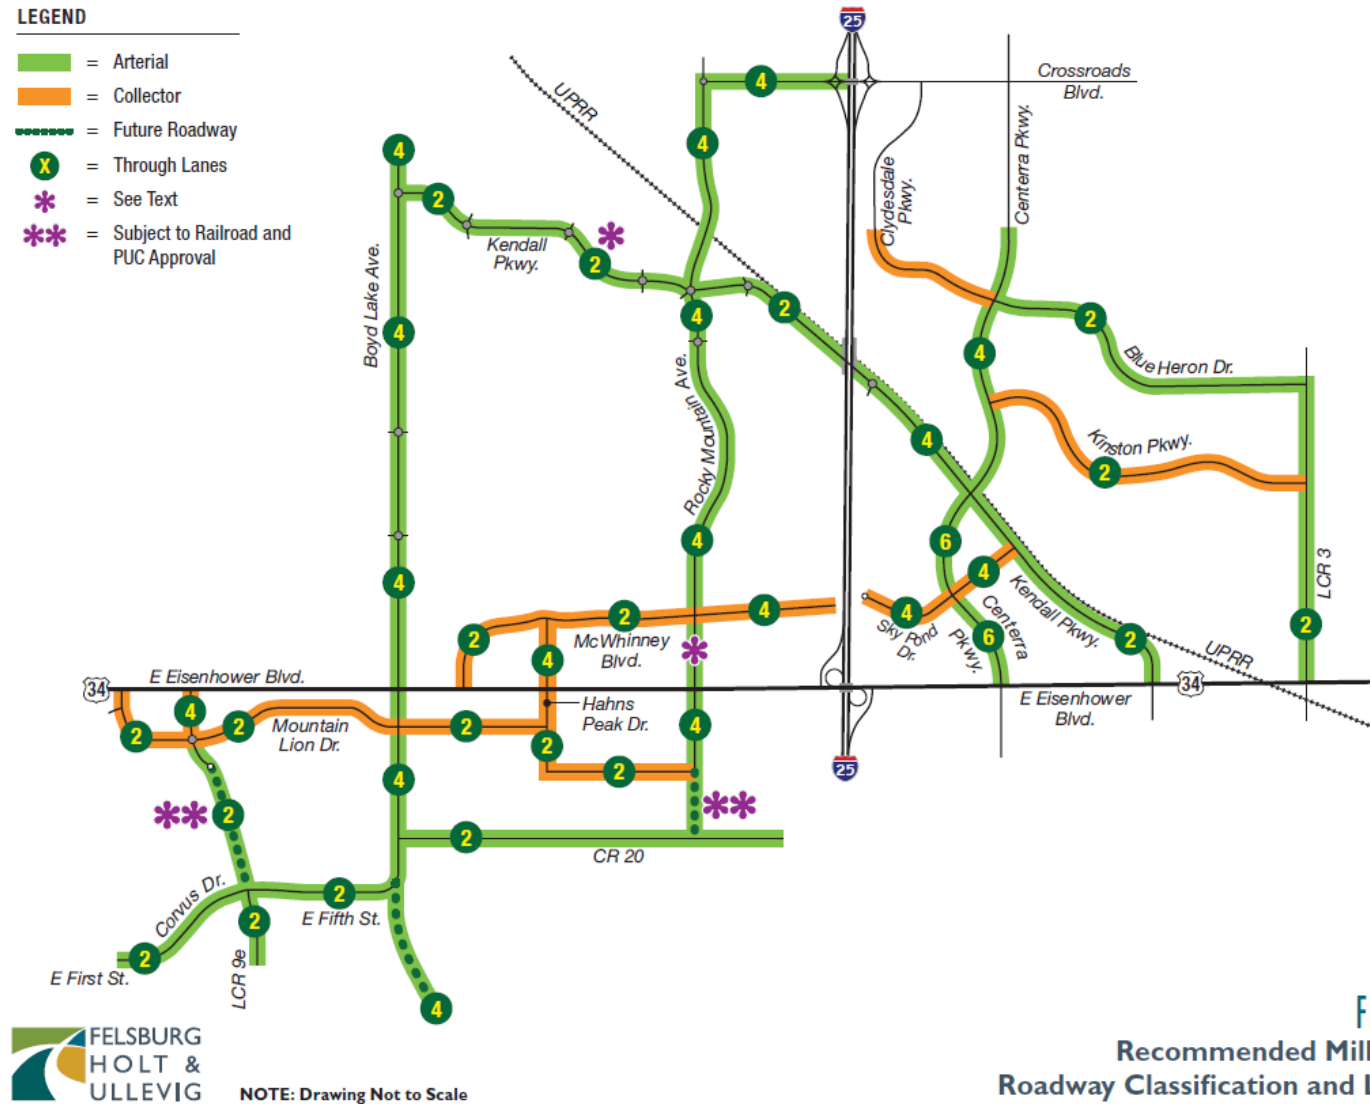 LEGEND
= Arterial
= Collector
= Future Roadway
X = Through Lanes
* = See Text
** = Subject to Railroad and
PUC Approval
25
Crossroads
Blvd.
4
UPRR
4
4
Clydesdale
Pkwy.
Centerra Pkwy.
2
Kendall
Pkwy.
*
2
Boyd Lake Ave.
4
4
2
2
4
Blue Heron Dr.
Rocky Mountain Ave.
4
Kinston Pkwy.
2
4
6
4
4
LCR 3
Kendall Pkwy.
2
McWhinney
Blvd.
4
4
Sky Pond
Dr.
Centerra
Pkwy.
6
2
2
2
4
*
UPRR
E Eisenhower Blvd.
34
34
E Eisenhower
Blvd.
4
2
2
Mountain
Lion Dr.
2
Hahns
Peak Dr.
4
2
2
4
25
**
2
**
2
CR 20
Corvus Dr.
2
E Fifth St.
2
2
E First St.
LCR 9e
4
FELSBURG
HOLT &
ULLEVIG
NOTE: Drawing Not to Scale
F
Recommended Mill
Roadway Classification and L